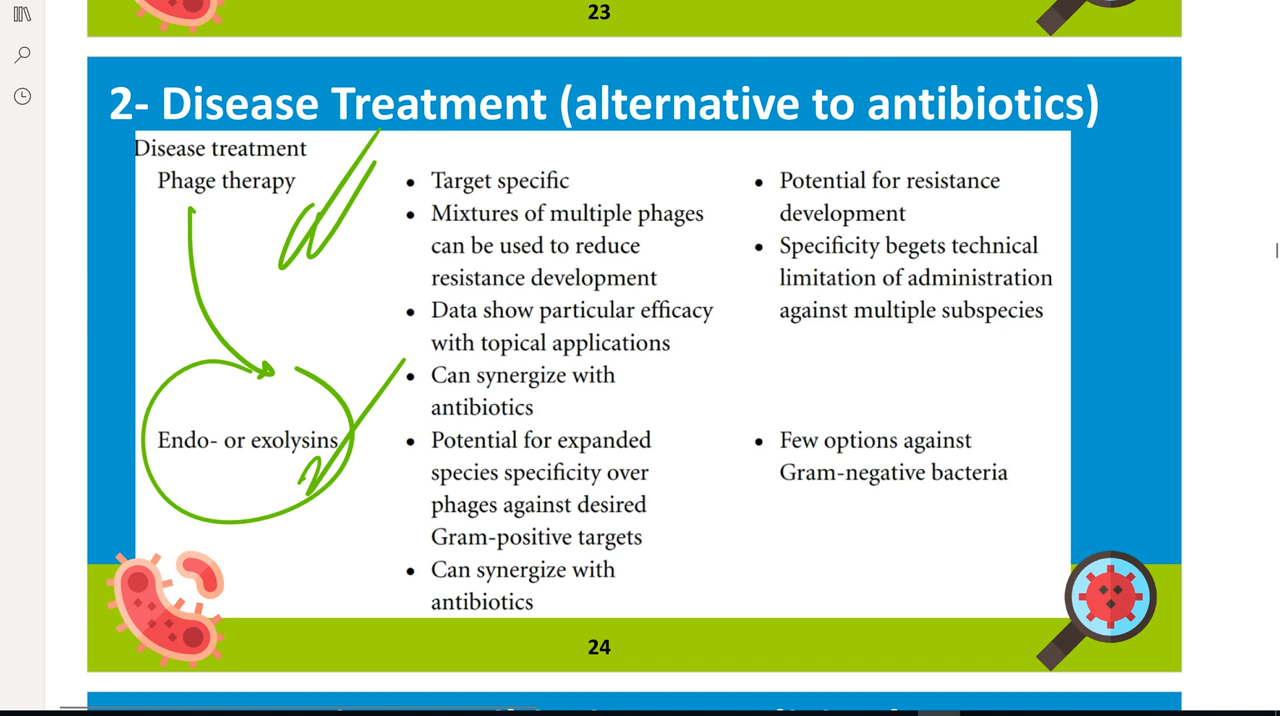 23
2- Disease Treatment (alternative to antibiotics)
Disease treatment
Phage therapy
• Target specific
• Mixtures of multiple phages
can be used to reduce
resistance development
• Data show particular efficacy
with topical applications
• Can synergize with
antibiotics
• Potential for resistance
development
• Specificity begets technical
limitation of administration
against multiple subspecies
Endo- or exolysins
• Potential for expanded
species specificity over
phages against desired
Gram-positive targets
• Can synergize with
antibiotics
• Few options against
Gram-negative bacteria
24